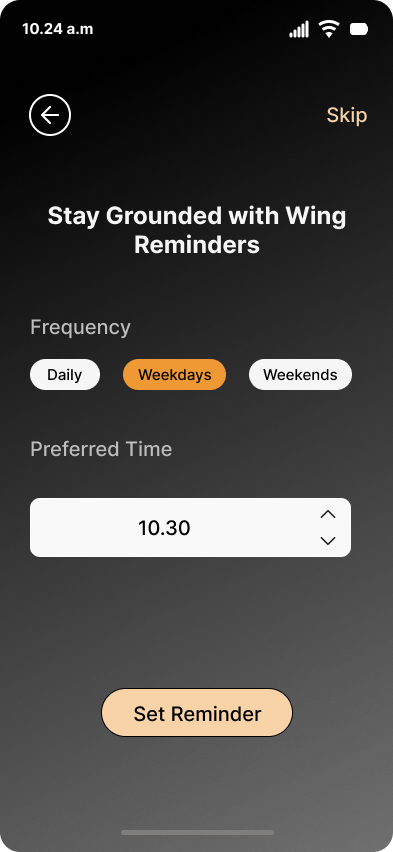 10.24 a.m
Skip
Stay Grounded with Wing
Reminders
Frequency
Daily Weekdays Weekends
Preferred Time
10.30
Set Reminder